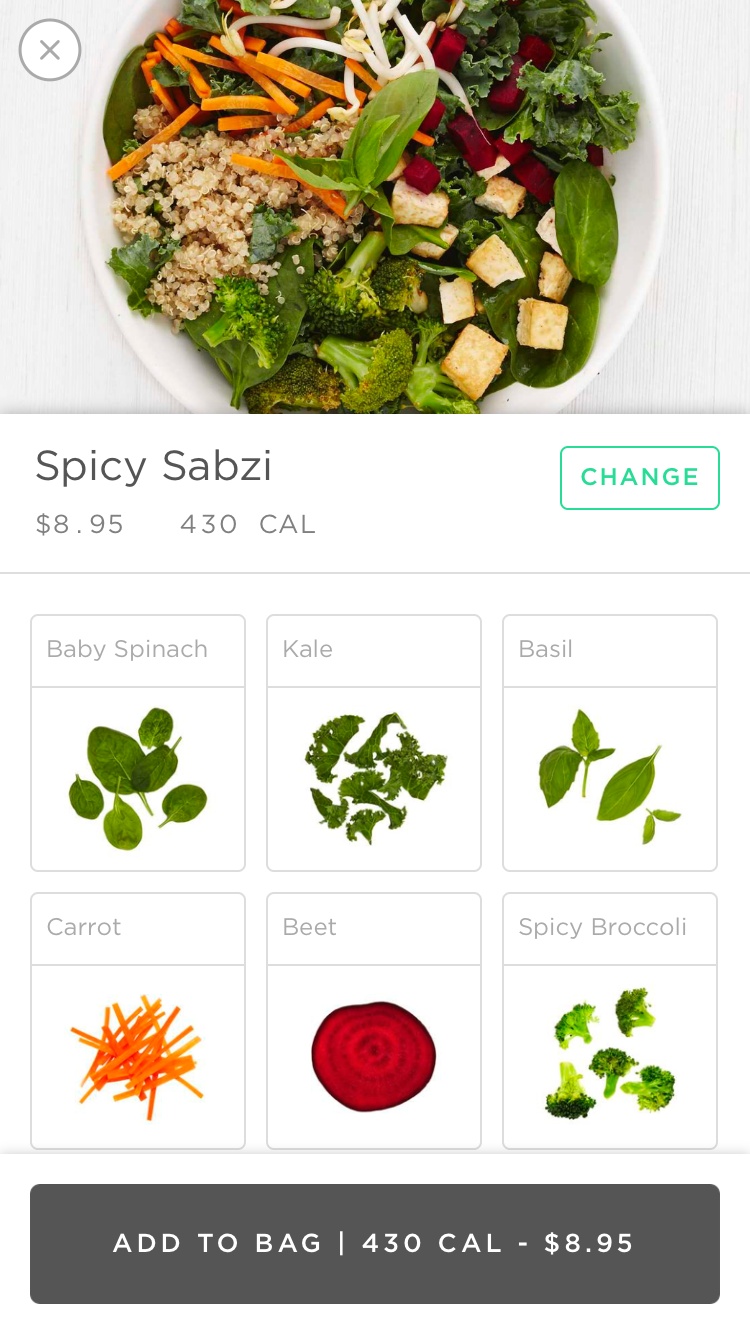 Spicy Sabzi
CHANGE
$8.95 430 CAL
Baby Spinach
Kale
Basil
Carrot
Beet
Spicy Broccoli
ADD TO BAG | 430 CAL - $8.95